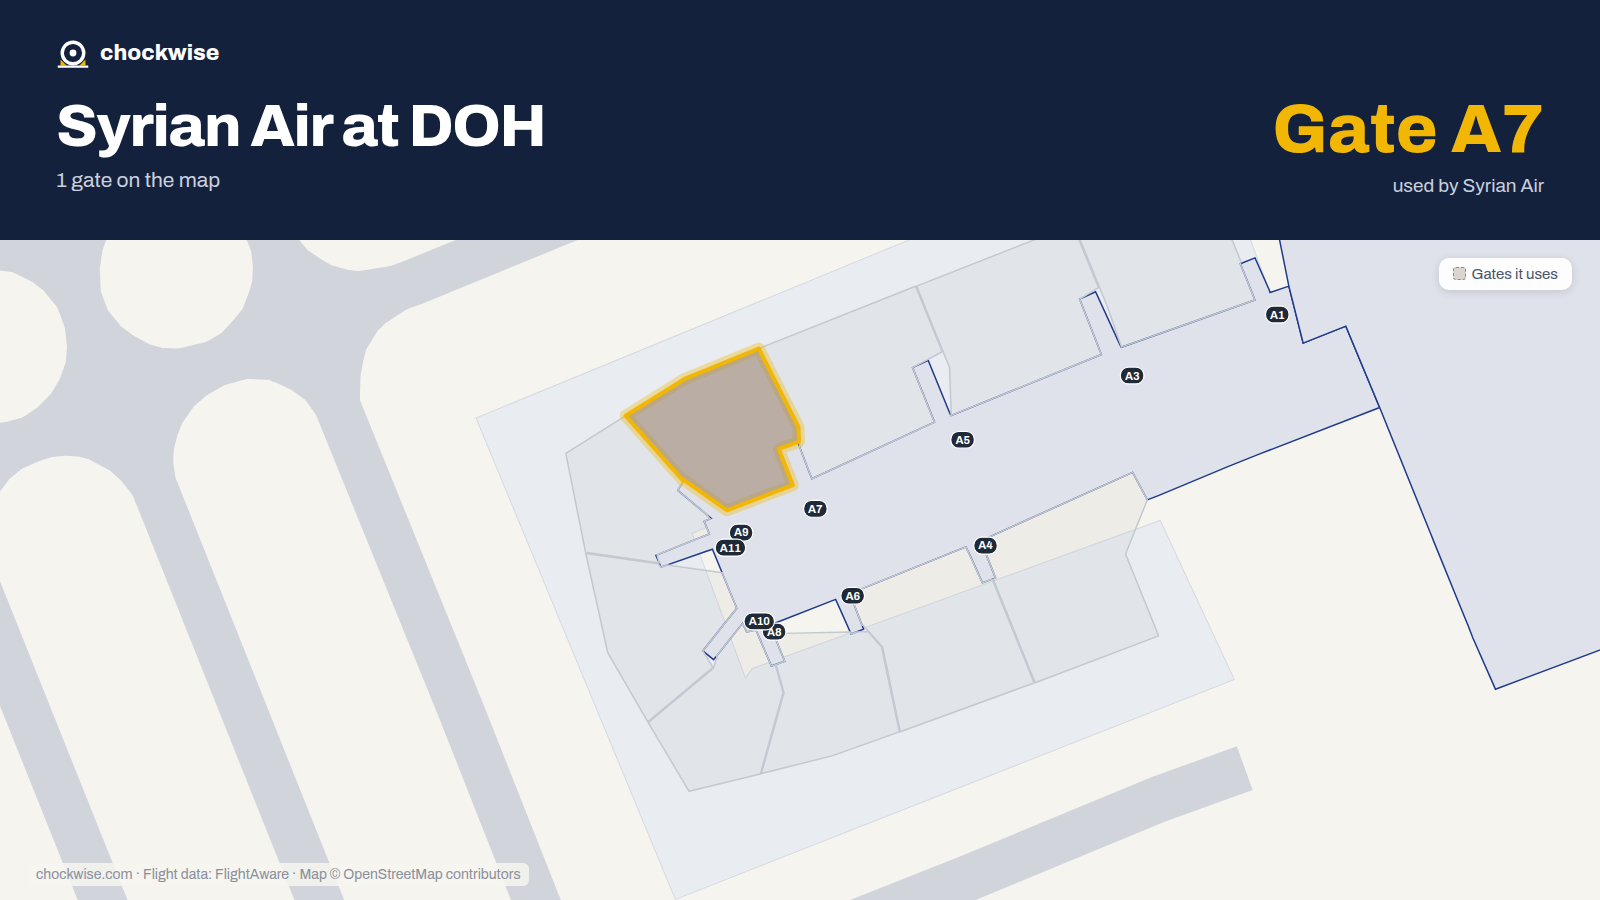 chockwise
Syrian Air at DOH
1 gate on the map
Gate A7
used by Syrian Air
Gates it uses
A1
A3
A5
A7
A9
A11
A4
A6
A10
A8
chockwise.com · Flight data: FlightAware · Map © OpenStreetMap contributors